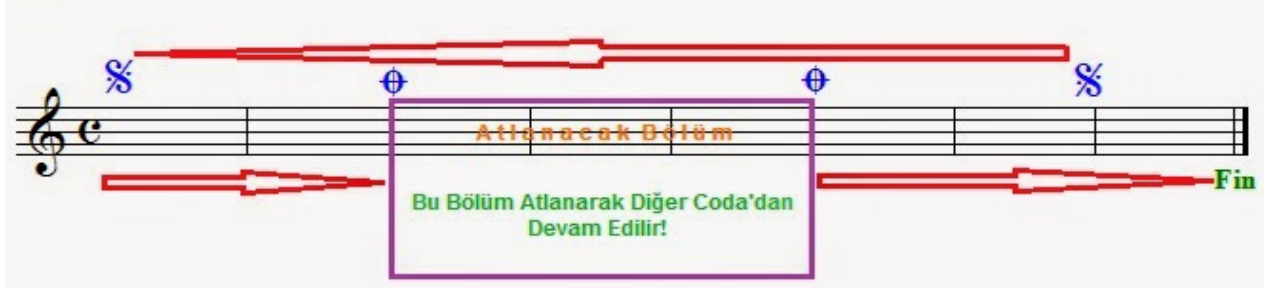 Atlanacak Bölüm
Bu Bölüm Atlanarak Diğer Coda'dan
Devam Edilir!
Fin